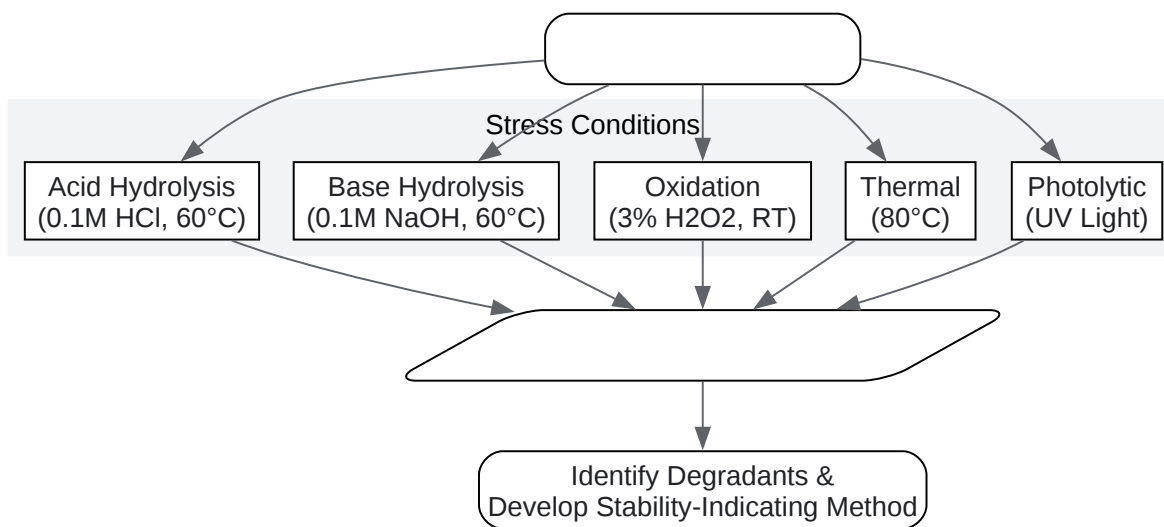 Stress Conditions
Acid Hydrolysis
(0.1M HCl, 60°C)
Base Hydrolysis
(0.1M NaOH, 60°C)
Oxidation
(3% H2O2, RT)
Thermal
(80°C)
Photolytic
(UV Light)
Identify Degradants &
Develop Stability-Indicating Method